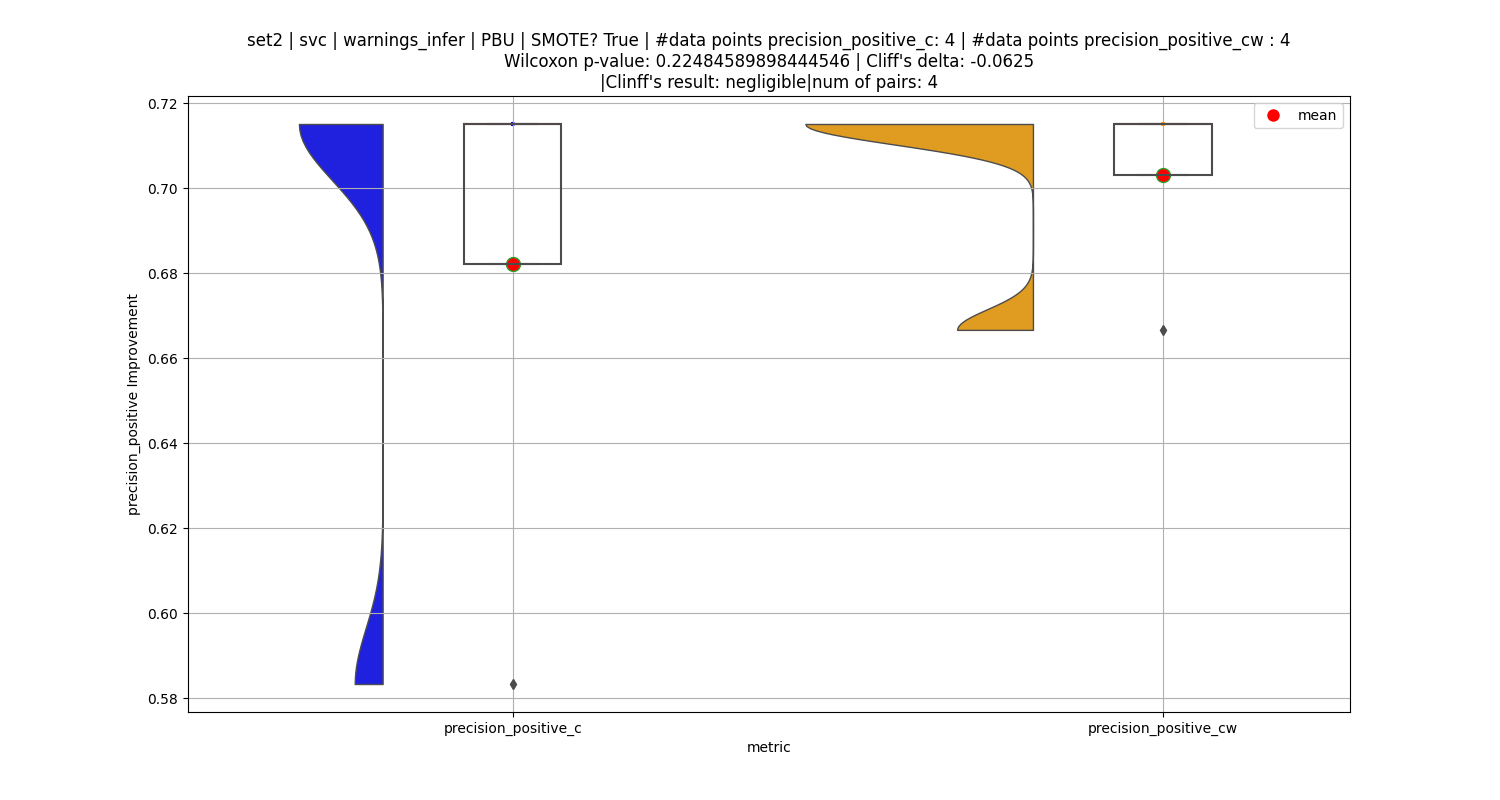 set2 | svc | warnings_infer | PBU | SMOTE? True | #data points precision_positive_c: 4 | #data points precision_positive_cw : 4
Wilcoxon p-value: 0.22484589898444546 | Cliff's delta: -0.0625
|Clinff's result: negligible|num of pairs: 4
mean
0.72
0.70
0.68
0.66
0.64
0.62
0.60
0.58
precision_positive Improvement
precision_positive_c
precision_positive_cw
metric